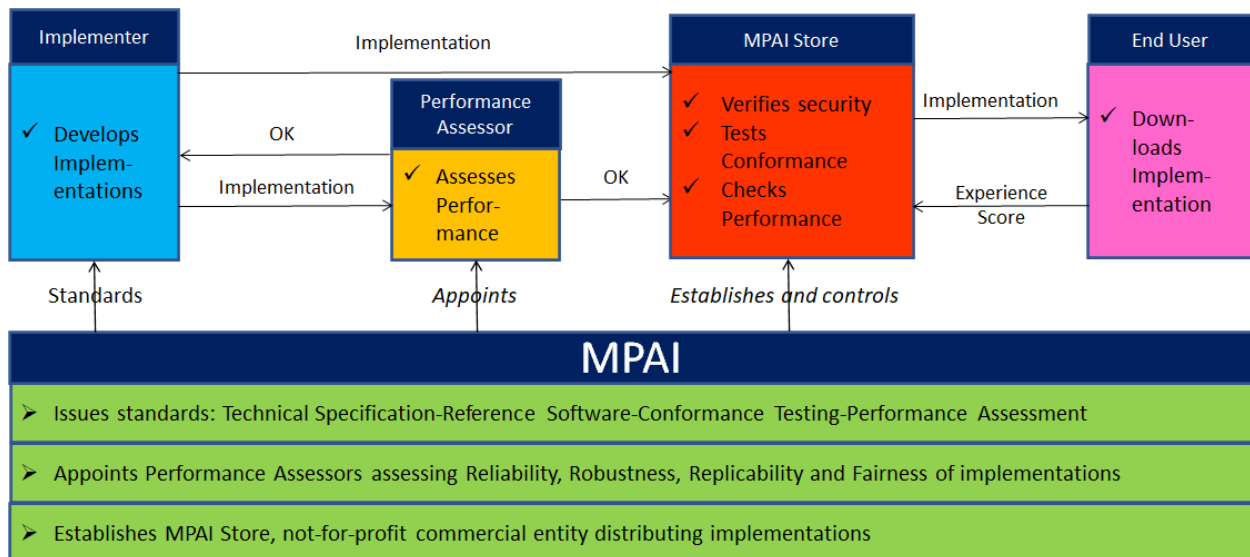 Implementer
✓ Develops
Implem-
entations
Implementation
OK
Implementation
Performance
Assessor
✓ Assesses
Perfor-
mance
OK
MPAI Store
✓ Verifies security
✓ Tests
Conformance
✓ Checks
Performance
Implementation
Experience
Score
End User
✓ Down-
loads
Implem-
entation
Standards
Appoints
Establishes and controls
MPAI
➢ Issues standards: Technical Specification-Reference Software-Conformance Testing-Performance Assessment
➢ Appoints Performance Assessors assessing Reliability, Robustness, Replicability and Fairness of implementations
➢ Establishes MPAI Store, not-for-profit commercial entity distributing implementations